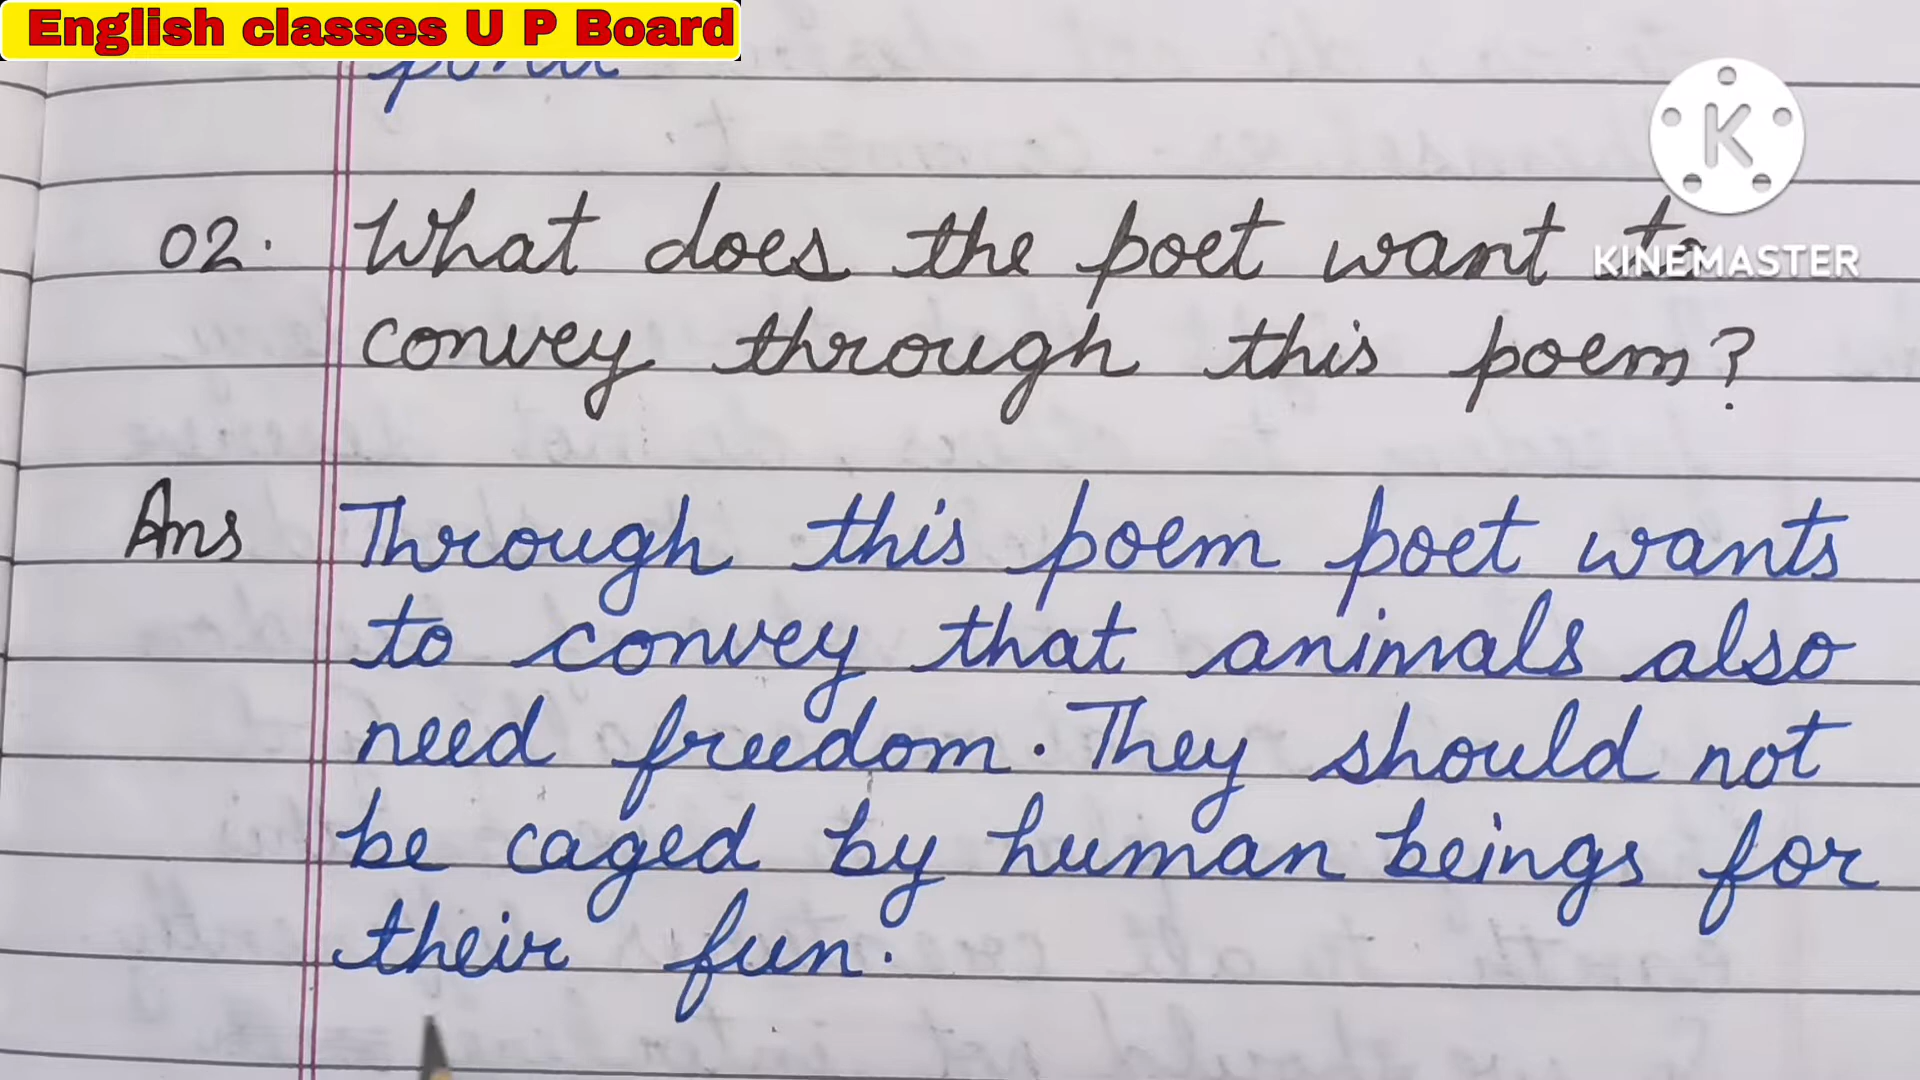 English classes U P Board
K
KINEMASTER
02. What does the poet want to
convey through this poem?
Ans Through this poem poet wants
to convey that animals also
need freedom. They should not
be caged by human beings for
their fun.